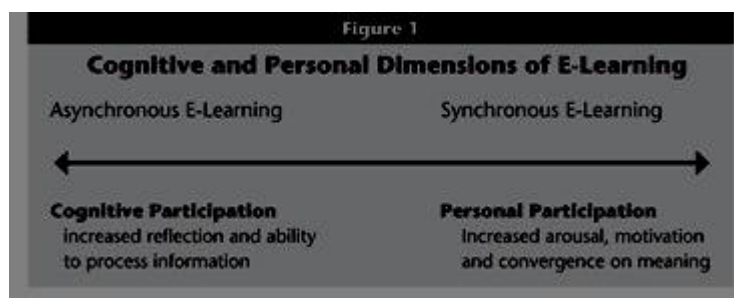 Figure 1
Cognitive and Personal Dimensions of E-Learning
Asynchronous E-Learning
Synchronous E-Learning
Cognitive Participation
increased reflection and ability
to process information
Personal Participation
Increased arousal, motivation
and convergence on meaning